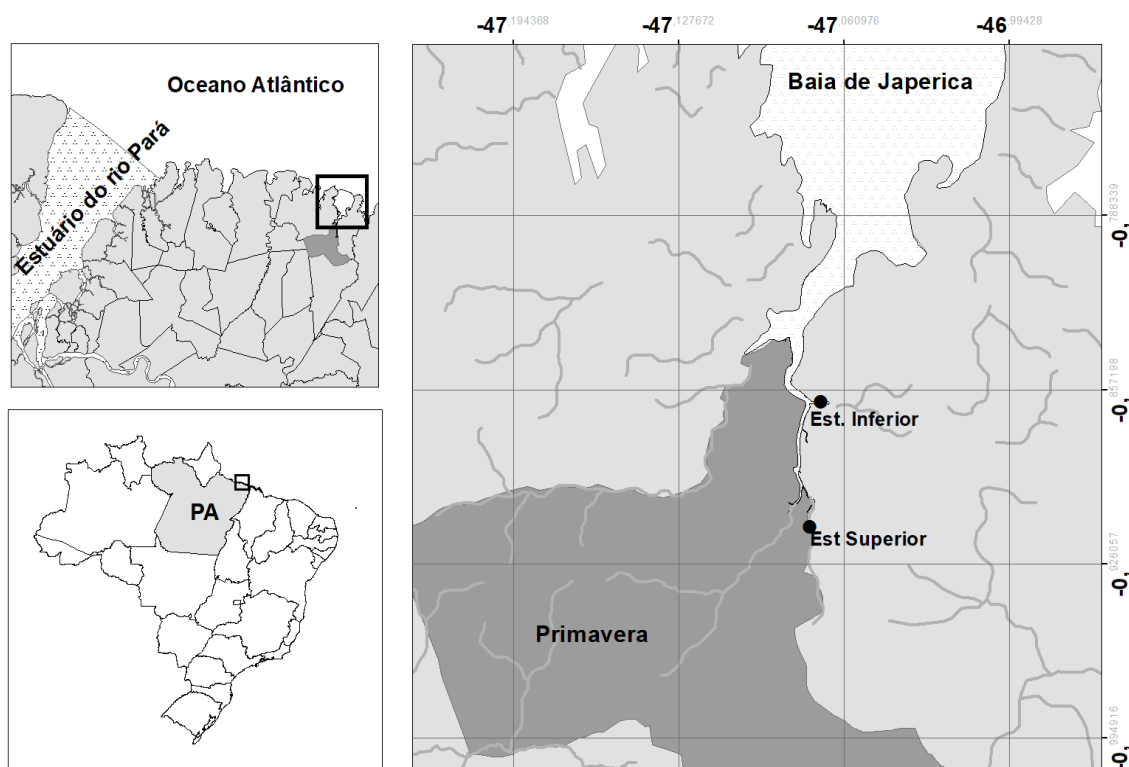 Oceano Atlântico
Estuário do rio Pará
PA
-47,194368
-47,127672
-47,060976
-46,99428
Baia de Japerica
-0,788339
-0,857198
Est. Inferior
Est Superior
-0,926057
Primavera
-0,994916